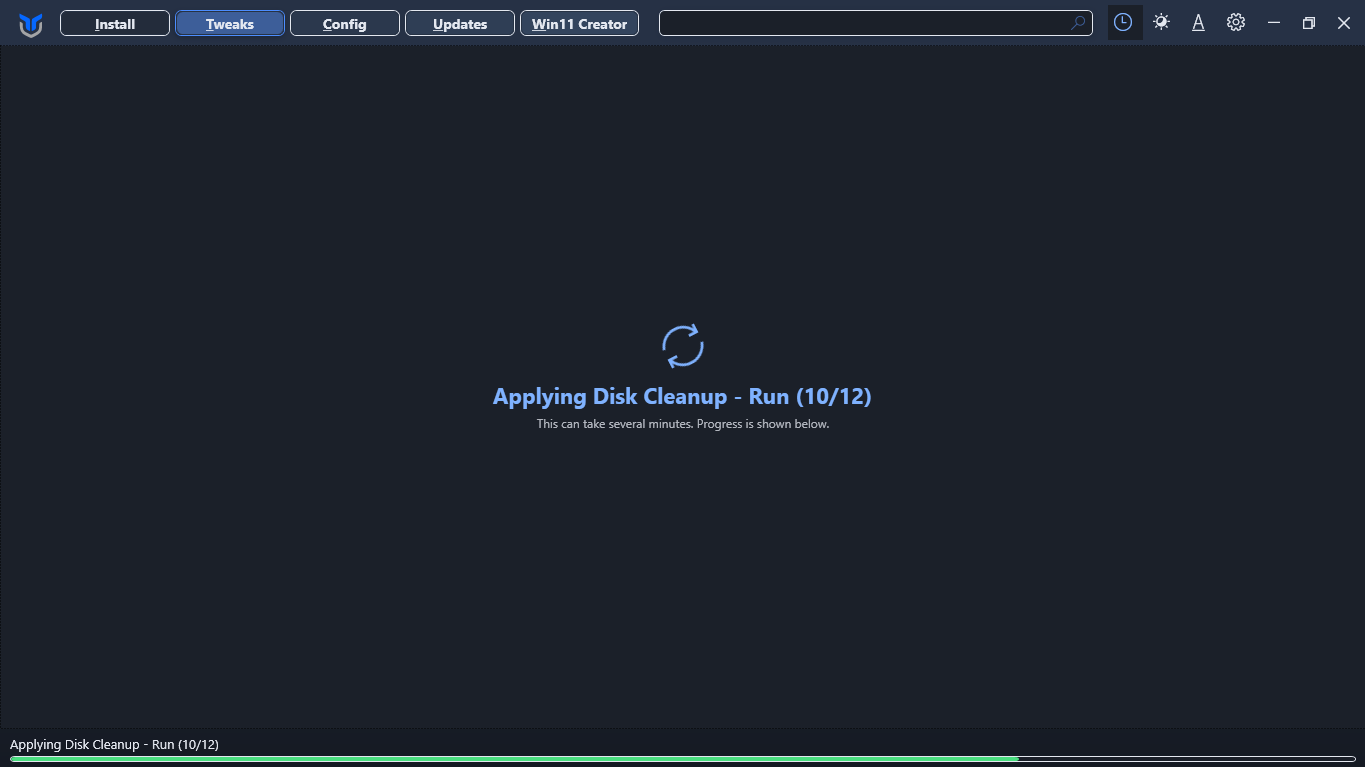 Install
Tweaks
Config
Updates
Win11 Creator
A
Applying Disk Cleanup - Run (10/12)
This can take several minutes. Progress is shown below.
Applying Disk Cleanup - Run (10/12)